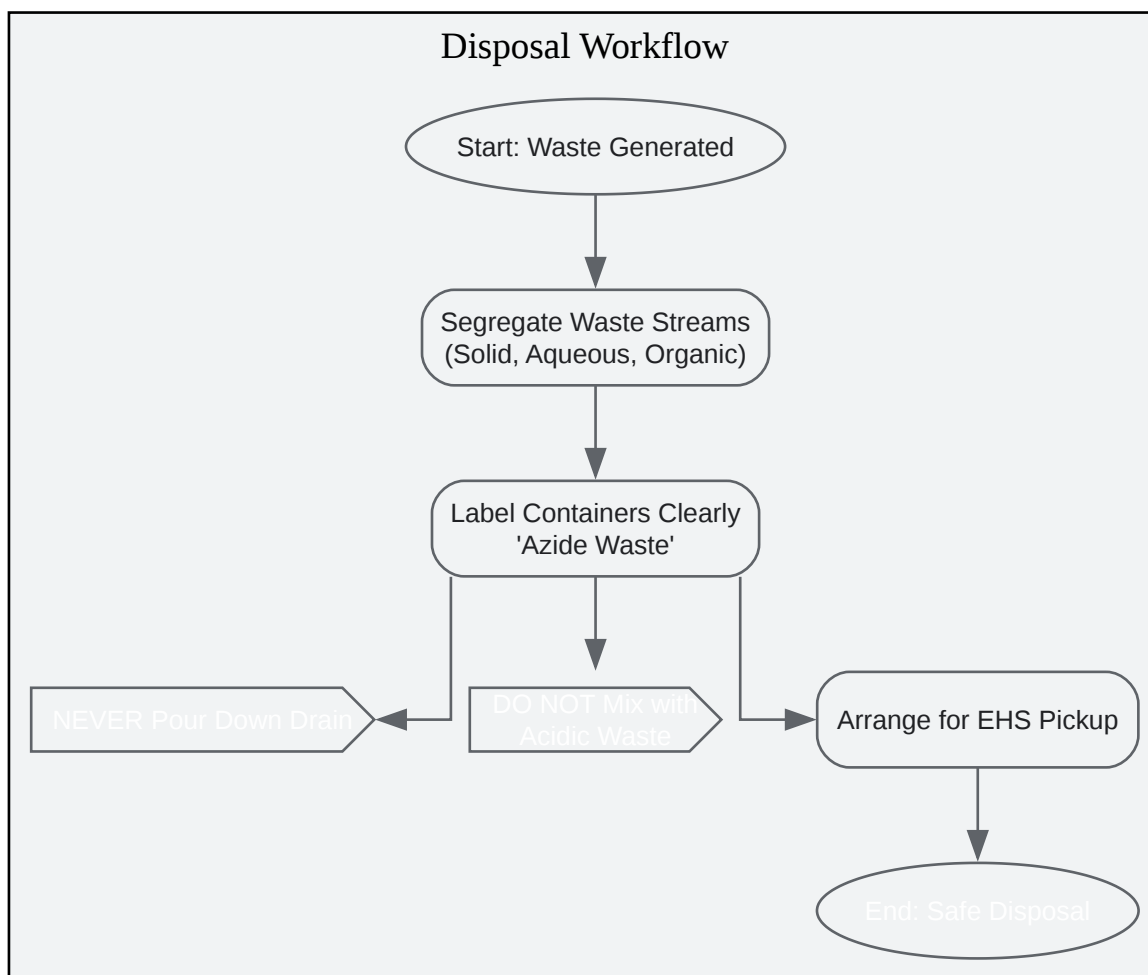 Disposal Workflow
Start: Waste Generated
Segregate Waste Streams
(Solid, Aqueous, Organic)
Label Containers Clearly
'Azide Waste'
NEVER Pour Down Drain
DO NOT Mix with
Acidic Waste
Arrange for EHS Pickup
End: Safe Disposal